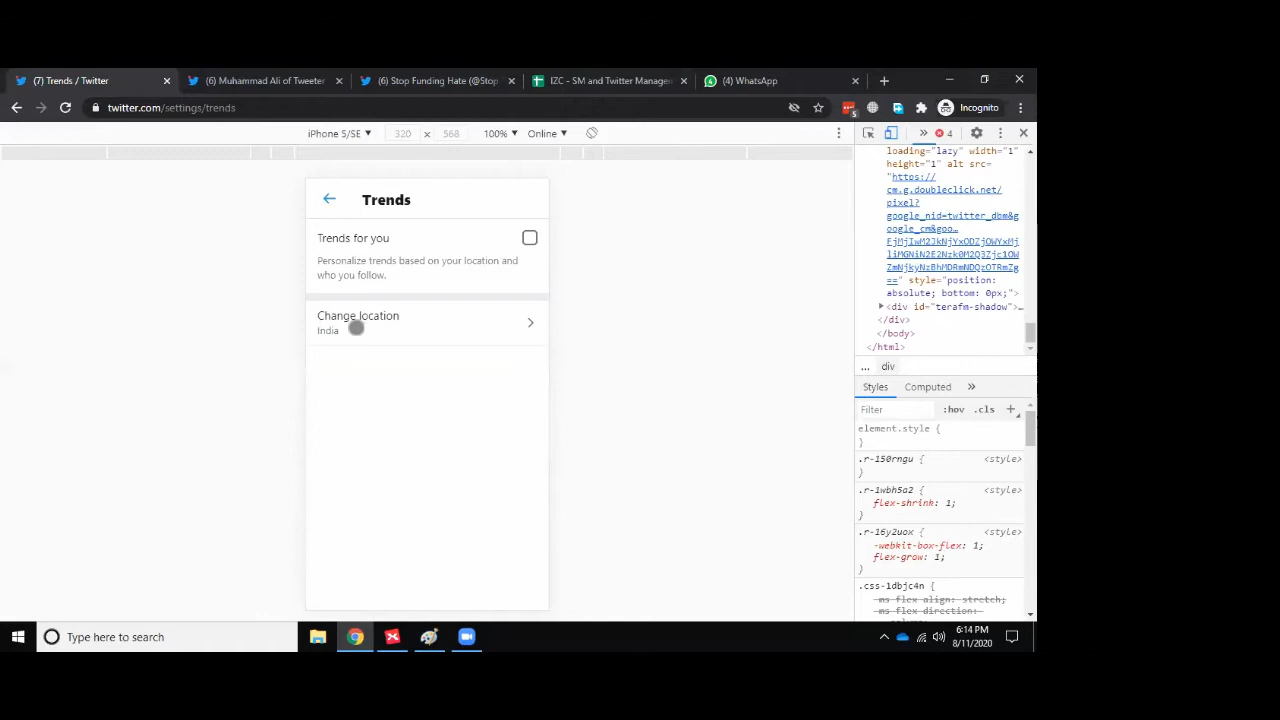 (7) Trends / Twitter
(6) Muhammad Ali of Tweeter
(6) Stop Funding Hate (@Stop
IZC - SM and Twitter Manage
(4) WhatsApp
twitter.com/settings/trends
Incognito
iPhone 5/SE
320 × 568
100%
Online
4
Trends
Trends for you
Personalize trends based on your location and
who you follow.
Change location
India
loading="lazy" width="1"
height="1" alt src=
"https://
cm.g.doubleclick.net/
pixel?
google_nid=twitter_dbm&g
oogle_cm&goo…
==" style="position:
absolute; bottom: 0px;">
<div id="terafm-shadow">…
</div>
</body>
</html>
... div
Styles
Computed
Filter
:hov .cls +
element.style {
}
.r-150rngu { <style>
}
.r-1wbh5a2 { <style>
flex-shrink: 1;
}
.r-16y2uox { <style>
-webkit-box-flex: 1;
flex-grow: 1;
}
.css-1dbjc4n {
-ms-flex-align: stretch;
-ms-flex-direction:
Type here to search
6:14 PM
8/11/2020